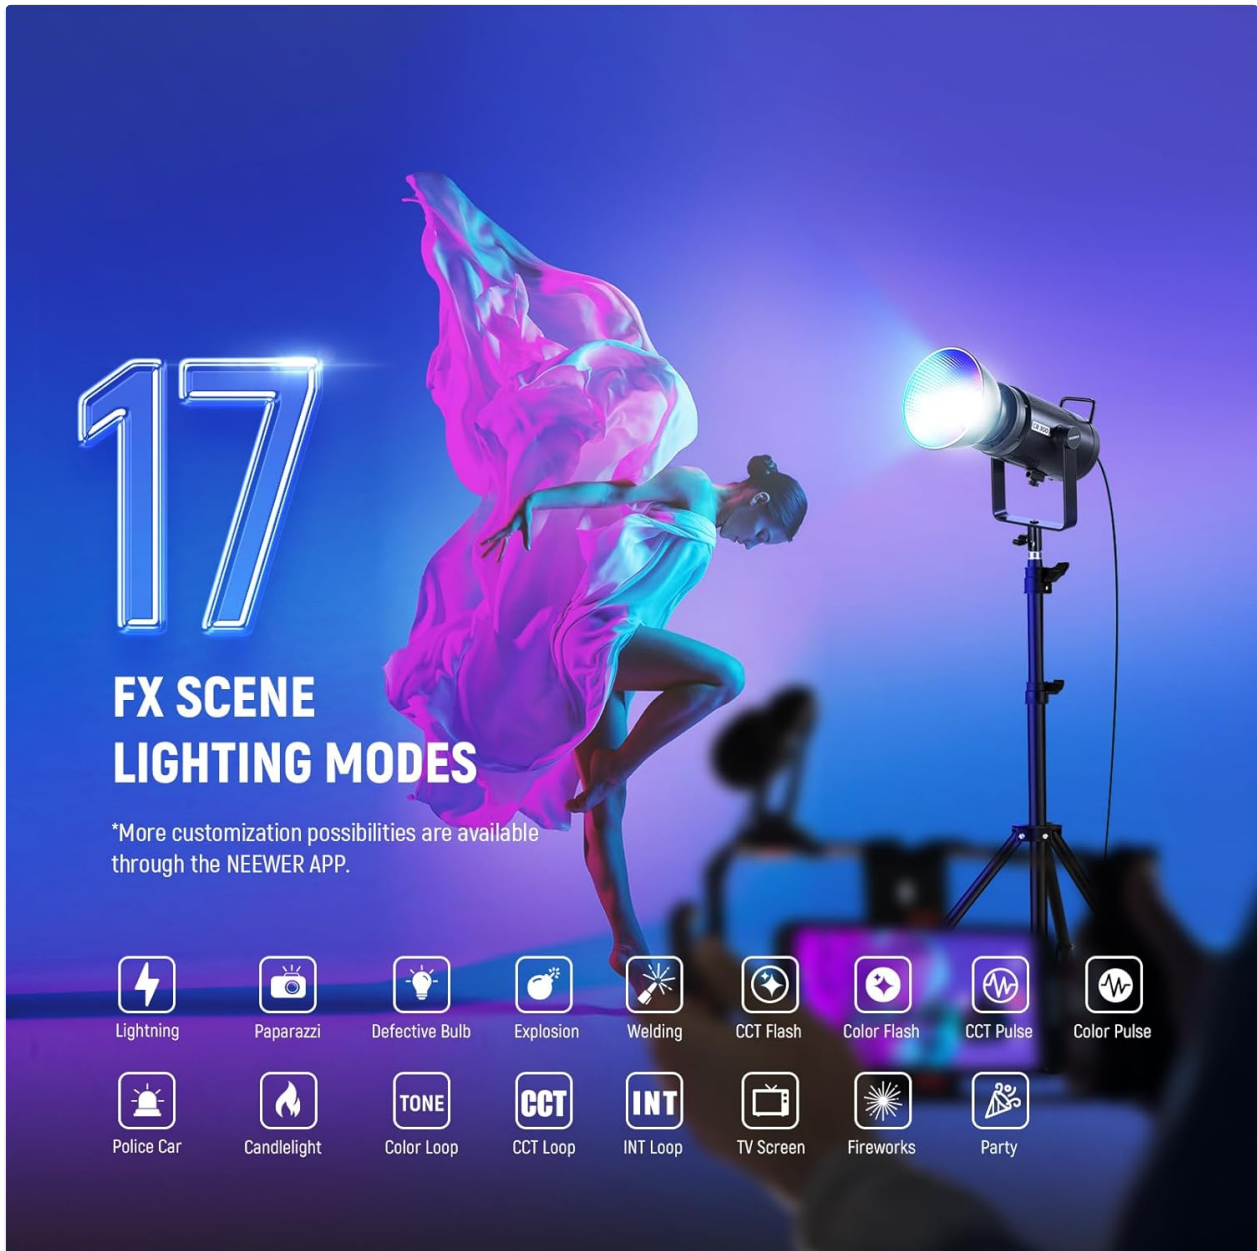 17
FX SCENE
LIGHTING MODES
*More customization possibilities are available
through the NEEWER APP.
Lightning Paparazzi Defective Bulb Explosion Welding CCT Flash Color Flash CCT Pulse Color Pulse
TONE CCT INT
Police Car Candlelight Color Loop CCT Loop INT Loop TV Screen Fireworks Party